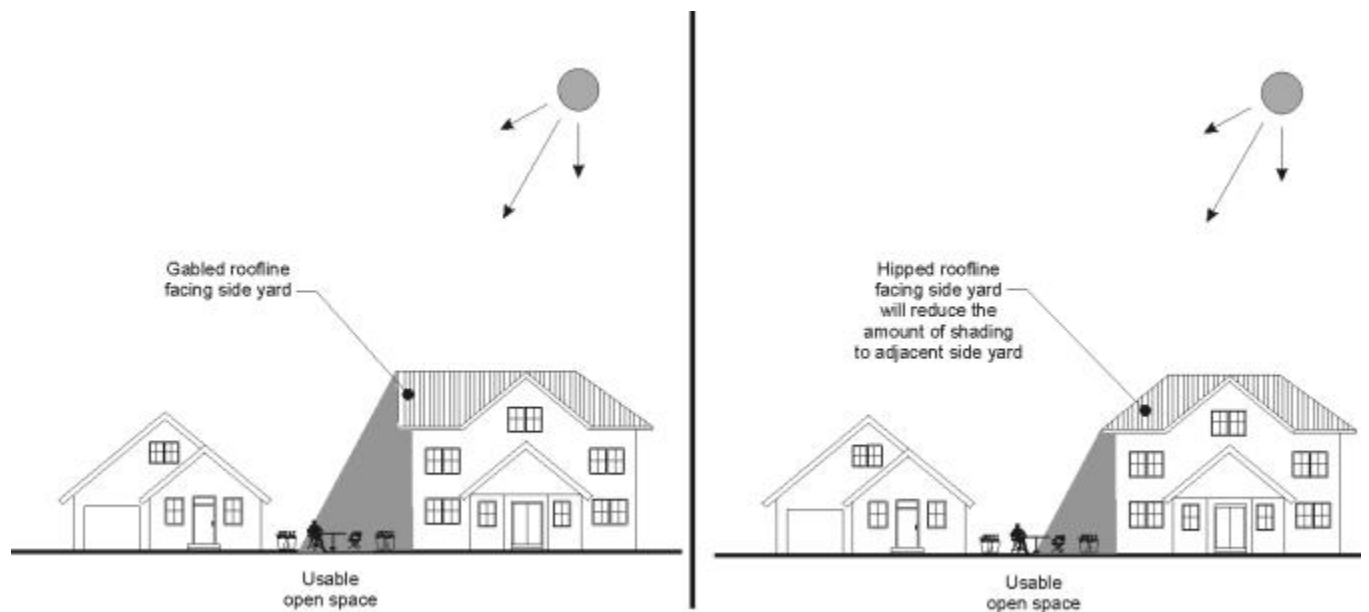 Gabled roofline
facing side yard
Usable
open space
Hipped roofline
facing side yard
will reduce the
amount of shading
to adjacent side yard
Usable
open space